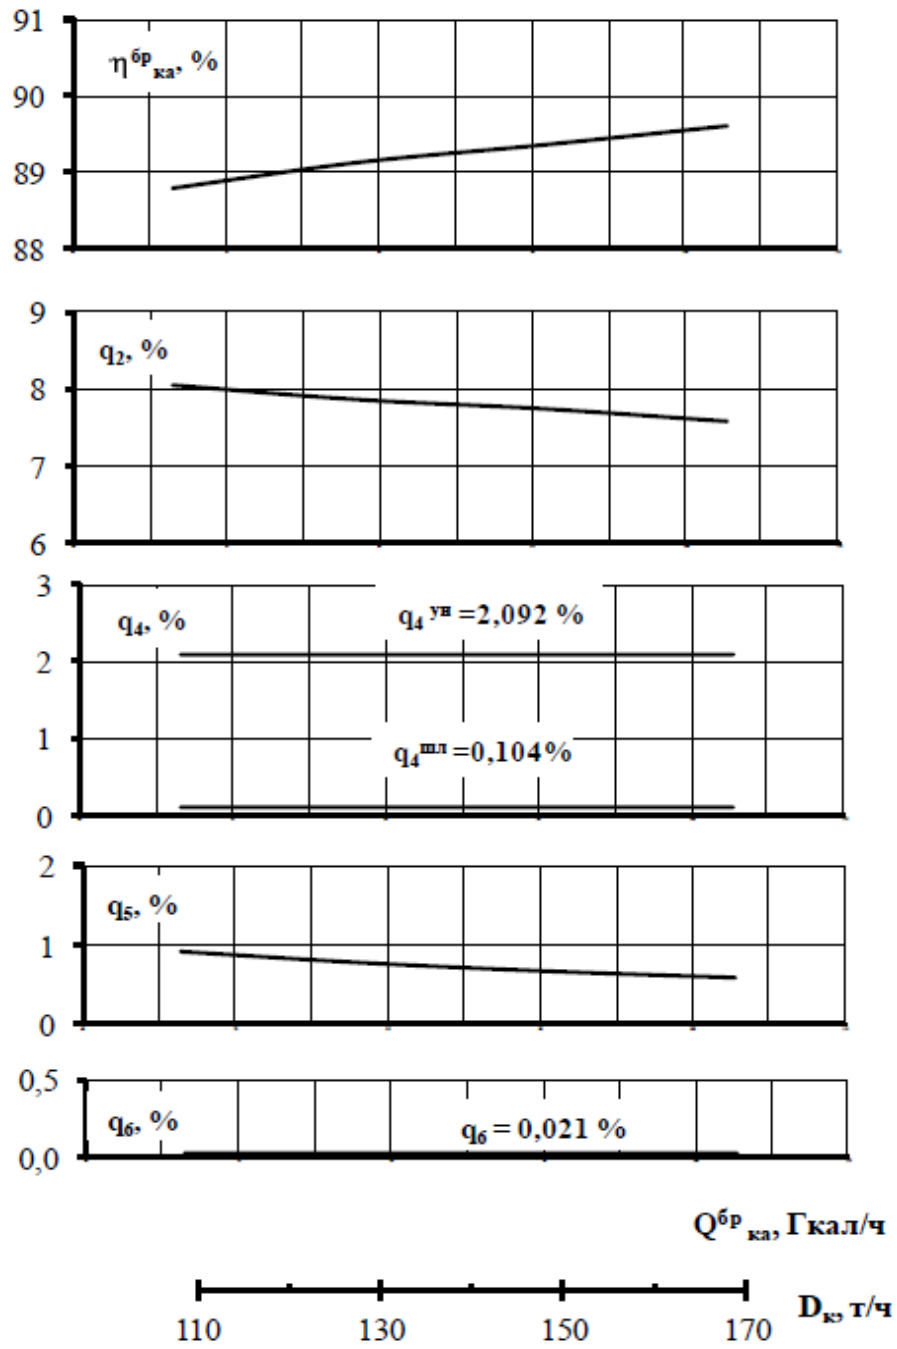 91
η^бр_ка, %
90
89
88
9
q₂, %
8
7
6
3
q₄, %
q₄^ун =2,092 %
2
1
q₄^шл =0,104%
0
2
q₅, %
1
0
0,5
q₆, %
q₆ = 0,021 %
0,0
Q^бр_ка, Гкал/ч
D_к, т/ч
110 130 150 170